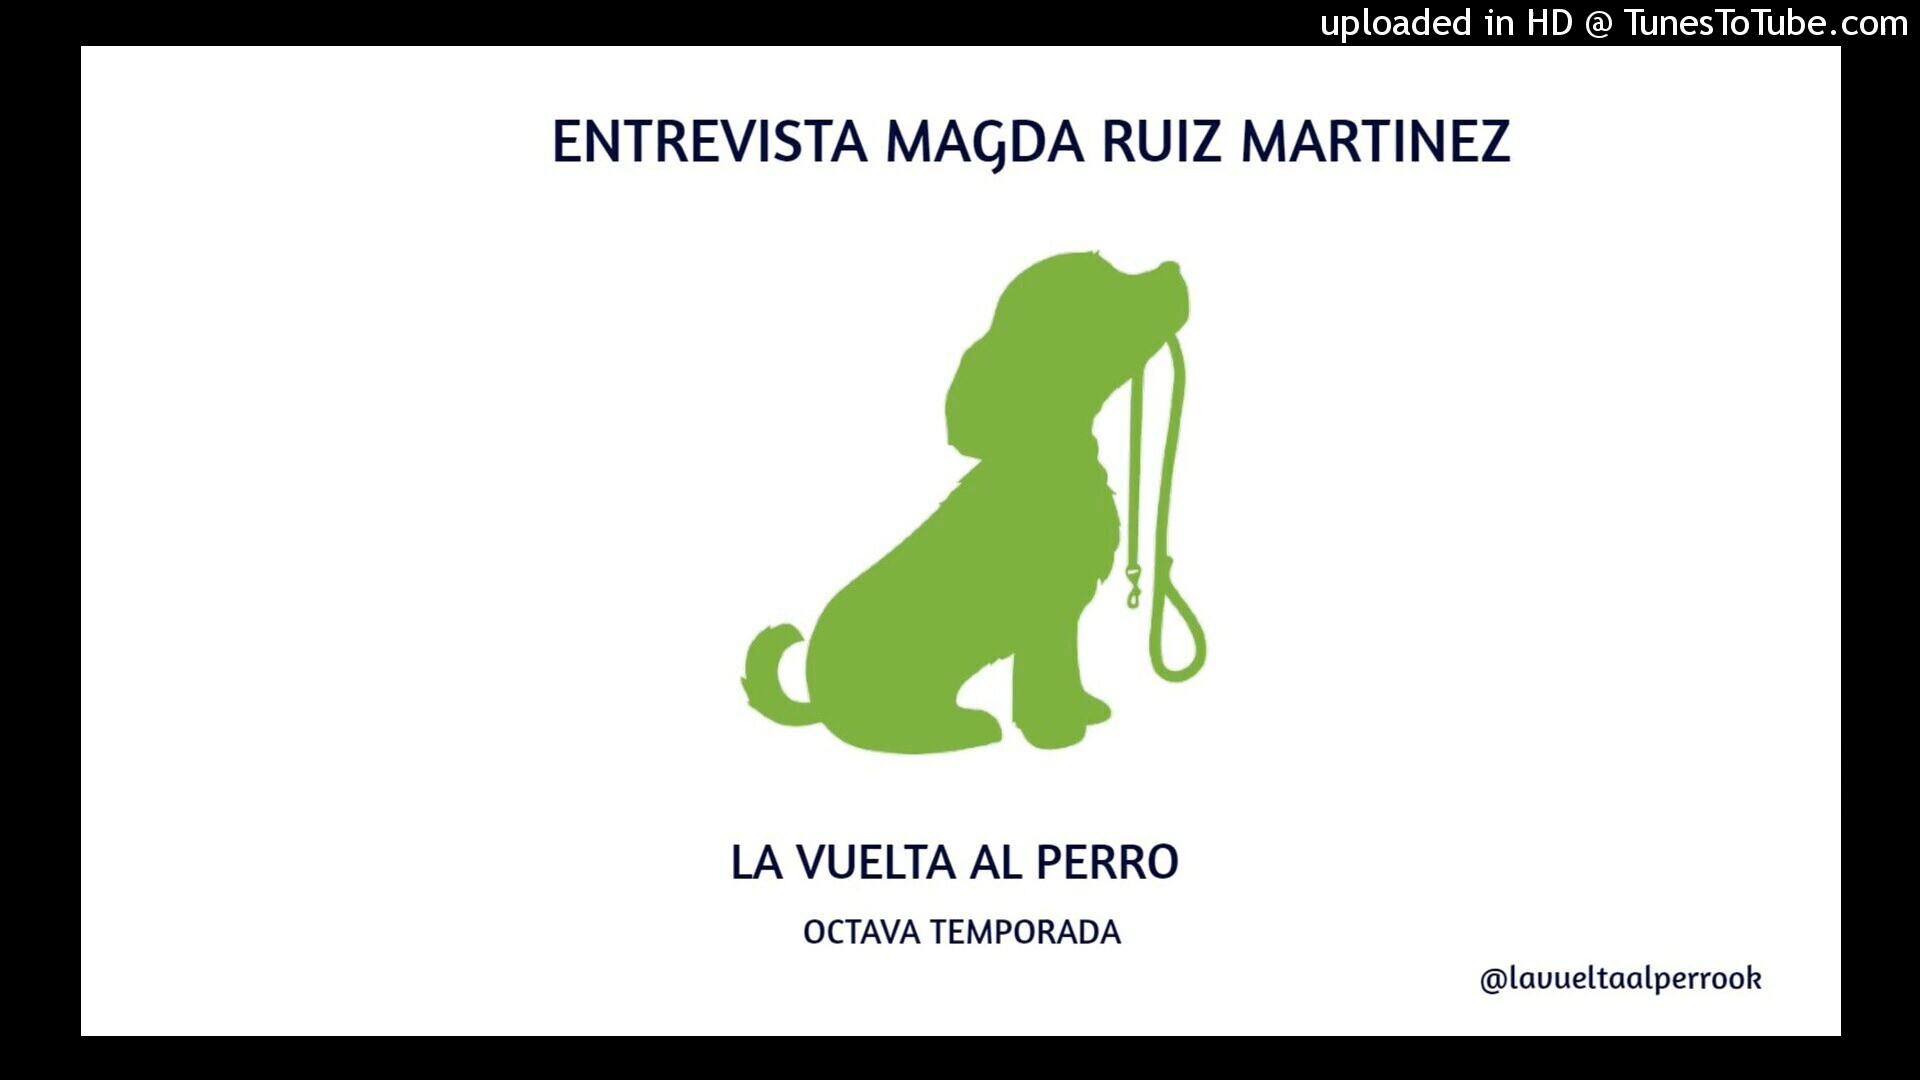 uploaded in HD @ TunesToTube.com
ENTREVISTA MAGDA RUIZ MARTINEZ
LA VUELTA AL PERRO
OCTAVA TEMPORADA
@lavueltaalperrook